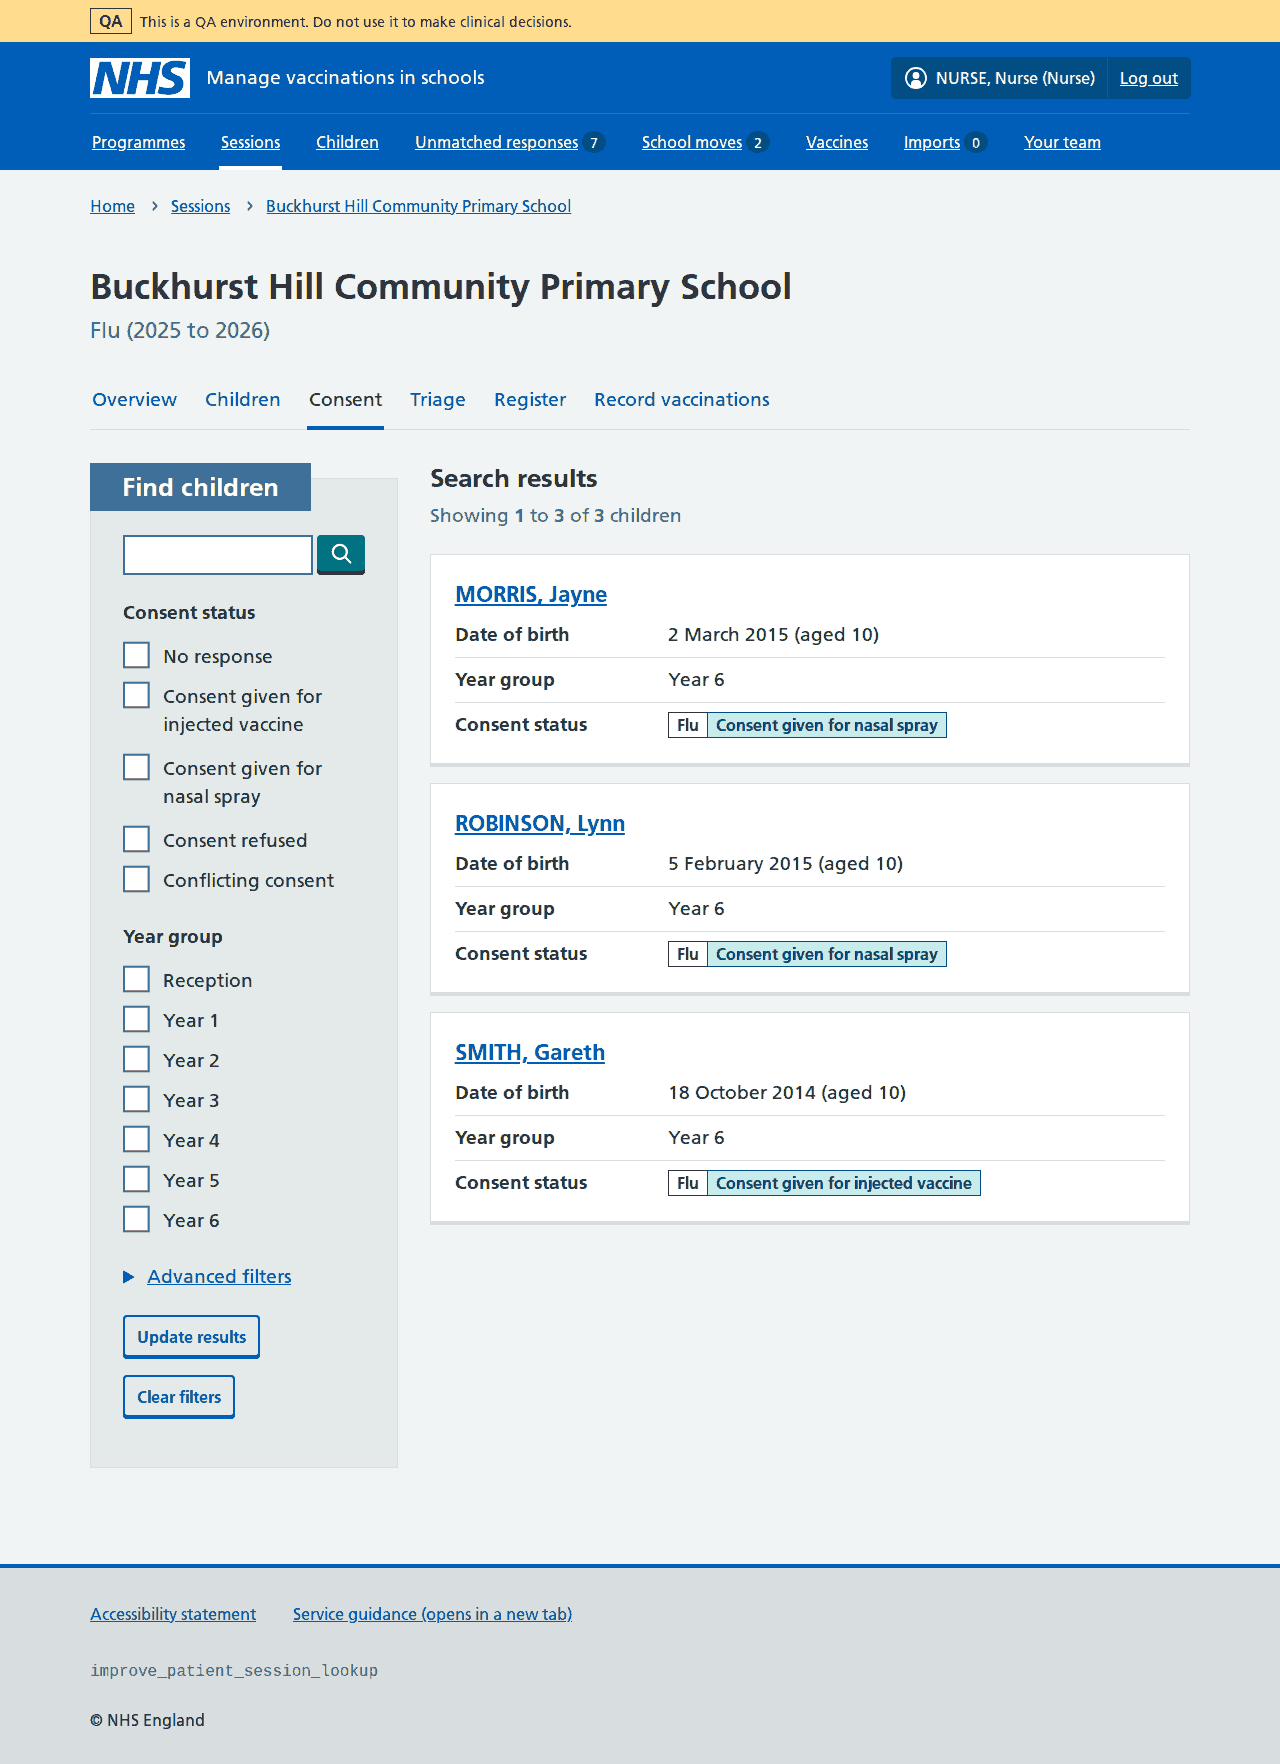 QA This is a QA environment. Do not use it to make clinical decisions.
NHS Manage vaccinations in schools NURSE, Nurse (Nurse) Log out
Programmes Sessions Children Unmatched responses 7 School moves 2 Vaccines Imports 0 Your team
Home Sessions Buckhurst Hill Community Primary School
Buckhurst Hill Community Primary School
Flu (2025 to 2026)
Overview Children Consent Triage Register Record vaccinations
Find children
Consent status
No response
Consent given for
injected vaccine
Consent given for
nasal spray
Consent refused
Conflicting consent
Year group
Reception
Year 1
Year 2
Year 3
Year 4
Year 5
Year 6
Advanced filters
Update results
Clear filters
Search results
Showing 1 to 3 of 3 children
MORRIS, Jayne
Date of birth 2 March 2015 (aged 10)
Year group Year 6
Consent status Flu Consent given for nasal spray
ROBINSON, Lynn
Date of birth 5 February 2015 (aged 10)
Year group Year 6
Consent status Flu Consent given for nasal spray
SMITH, Gareth
Date of birth 18 October 2014 (aged 10)
Year group Year 6
Consent status Flu Consent given for injected vaccine
Accessibility statement Service guidance (opens in a new tab)
improve_patient_session_lookup
© NHS England